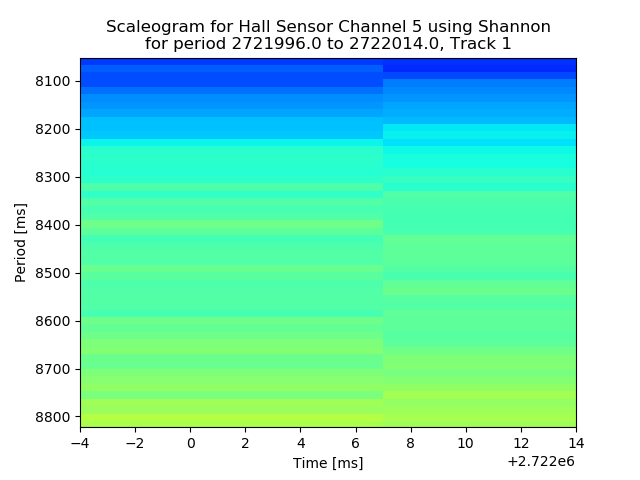 Scaleogram for Hall Sensor Channel 5 using Shannon
for period 2721996.0 to 2722014.0, Track 1
8100
8200
8300
8400
8500
8600
8700
8800
Period [ms]
−4 −2 0 2 4 6 8 10 12 14
Time [ms]
+2.722e6